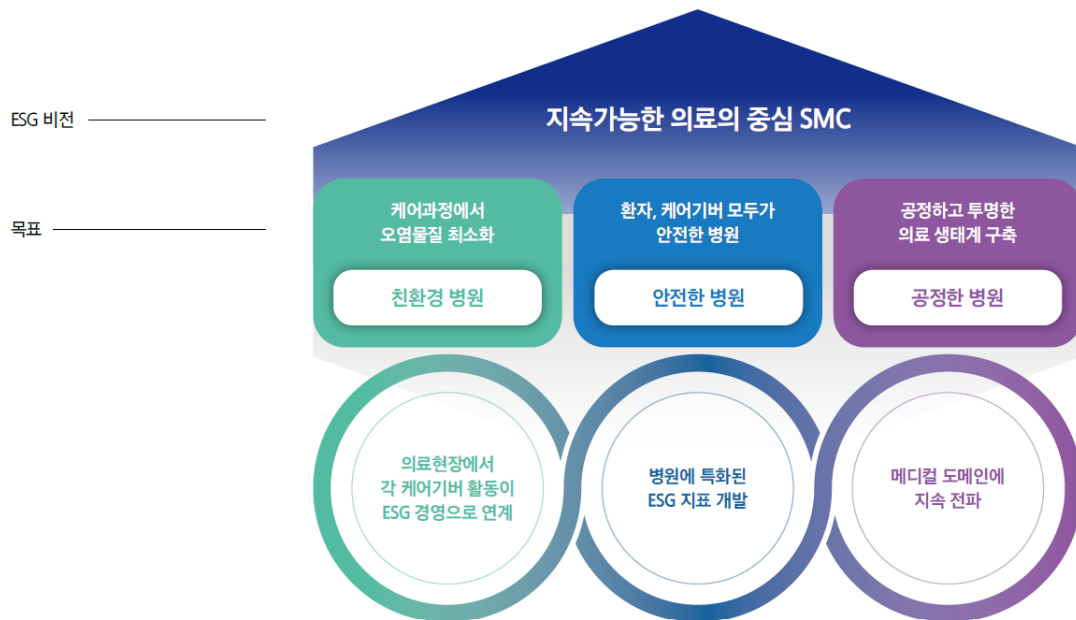 ESG 비전
지속가능한 의료의 중심 SMC
목표
케어과정에서
오염물질 최소화
친환경 병원
환자, 케어기버 모두가
안전한 병원
안전한 병원
공정하고 투명한
의료 생태계 구축
공정한 병원
의료현장에서
각 케어기버 활동이
ESG 경영으로 연계
병원에 특화된
ESG 지표 개발
메디컬 도메인에
지속 전파